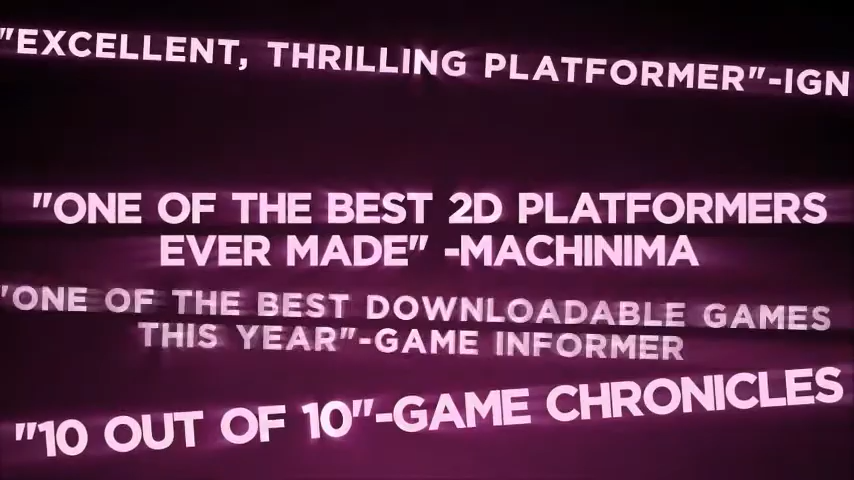 "EXCELLENT, THRILLING PLATFORMER"-IGN
"ONE OF THE BEST 2D PLATFORMERS
EVER MADE" -MACHINIMA
"ONE OF THE BEST DOWNLOADABLE GAMES
THIS YEAR"-GAME INFORMER
"10 OUT OF 10"-GAME CHRONICLES